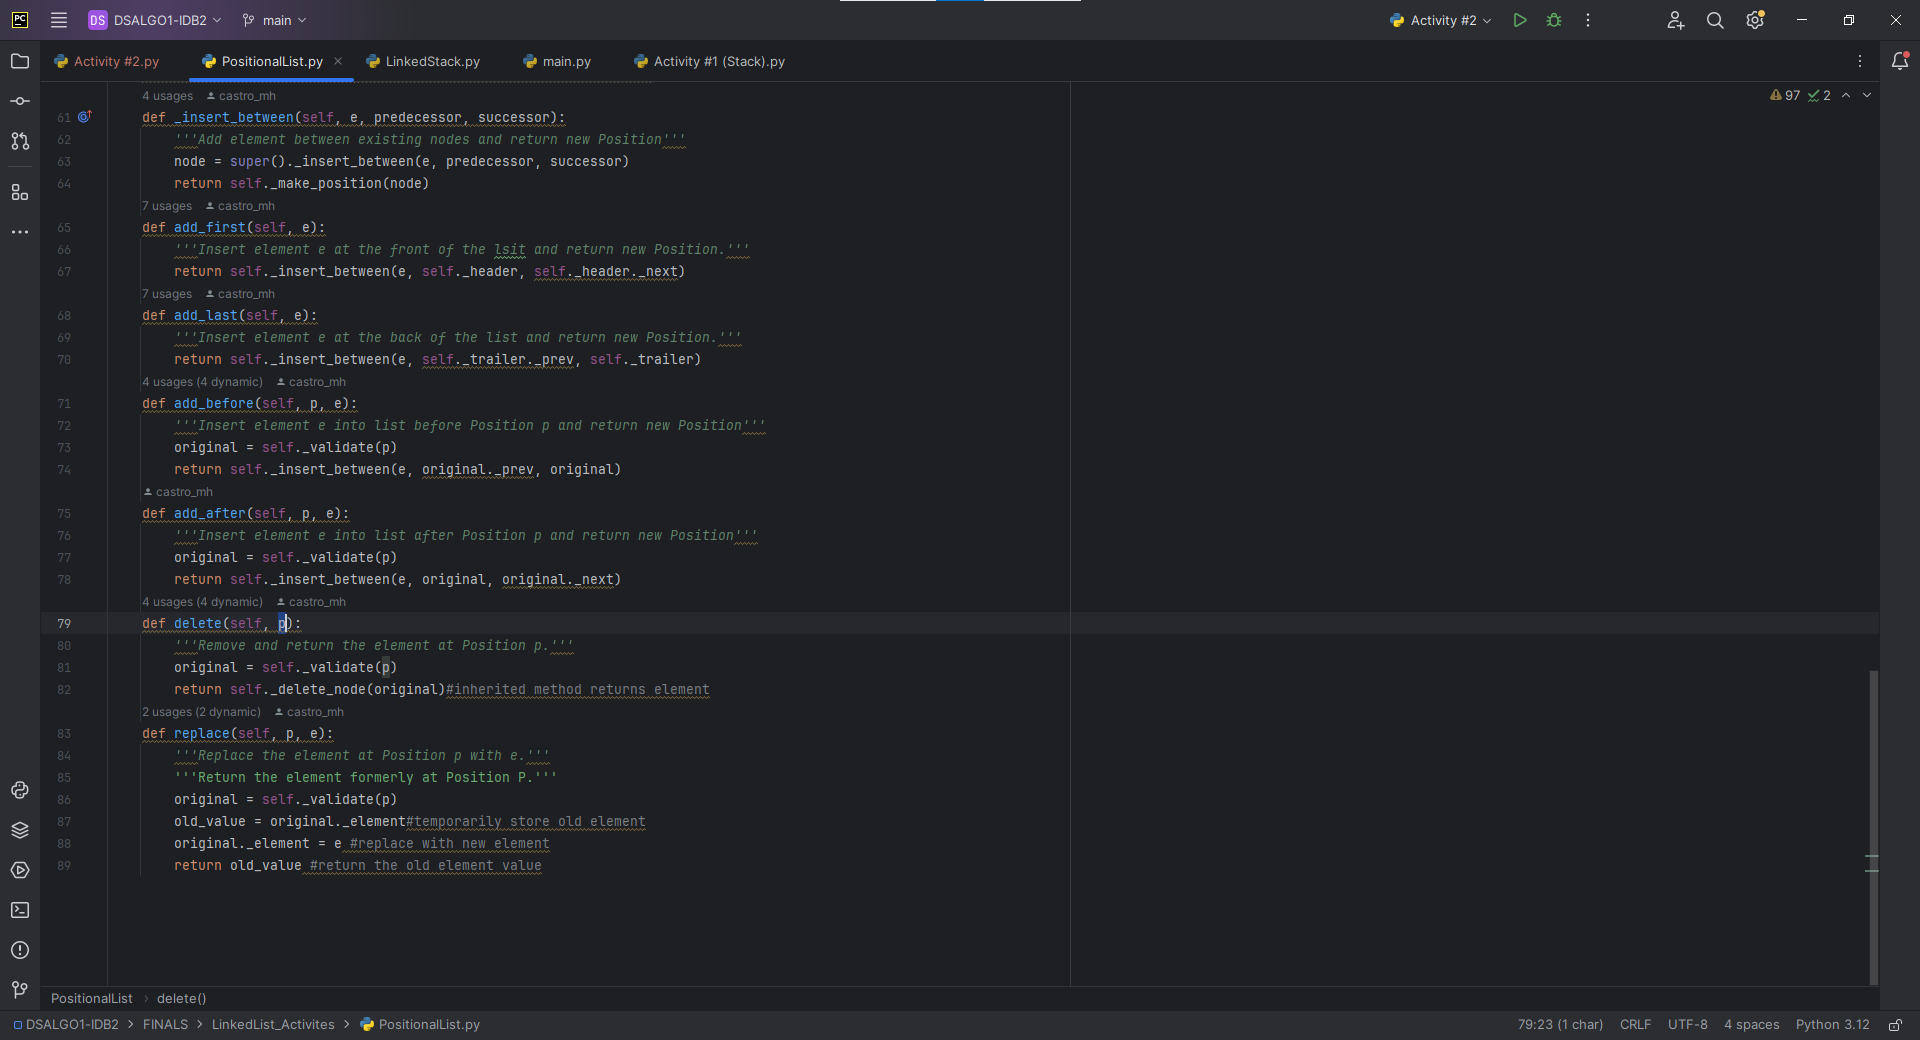 PC DS DSALGO1-IDB2 main Activity #2
Activity #2.py PositionalList.py LinkedStack.py main.py Activity #1 (Stack).py
4 usages castro_mh 97 2
61 def _insert_between(self, e, predecessor, successor):
62 '''Add element between existing nodes and return new Position'''
63 node = super()._insert_between(e, predecessor, successor)
64 return self._make_position(node)
7 usages castro_mh
65 def add_first(self, e):
66 '''Insert element e at the front of the lsit and return new Position.'''
67 return self._insert_between(e, self._header, self._header._next)
7 usages castro_mh
68 def add_last(self, e):
69 '''Insert element e at the back of the list and return new Position.'''
70 return self._insert_between(e, self._trailer._prev, self._trailer)
4 usages (4 dynamic) castro_mh
71 def add_before(self, p, e):
72 '''Insert element e into list before Position p and return new Position'''
73 original = self._validate(p)
74 return self._insert_between(e, original._prev, original)
castro_mh
75 def add_after(self, p, e):
76 '''Insert element e into list after Position p and return new Position'''
77 original = self._validate(p)
78 return self._insert_between(e, original, original._next)
4 usages (4 dynamic) castro_mh
79 def delete(self, p):
80 '''Remove and return the element at Position p.'''
81 original = self._validate(p)
82 return self._delete_node(original)#inherited method returns element
2 usages (2 dynamic) castro_mh
83 def replace(self, p, e):
84 '''Replace the element at Position p with e.'''
85 '''Return the element formerly at Position P.'''
86 original = self._validate(p)
87 old_value = original._element#temporarily store old element
88 original._element = e #replace with new element
89 return old_value #return the old element value
PositionalList › delete()
DSALGO1-IDB2 > FINALS > LinkedList_Activites > PositionalList.py 79:23 (1 char) CRLF UTF-8 4 spaces Python 3.12